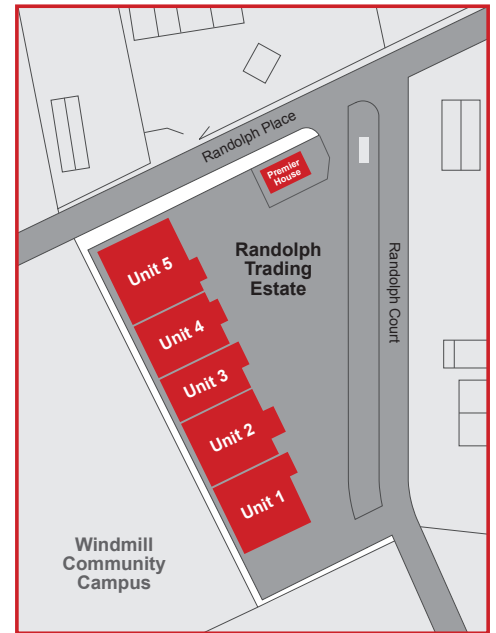 Randolph Place
Premier
House
Randolph
Trading
Estate
Randolph Court
Unit 5
Unit 4
Unit 3
Unit 2
Unit 1
Windmill
Community
Campus